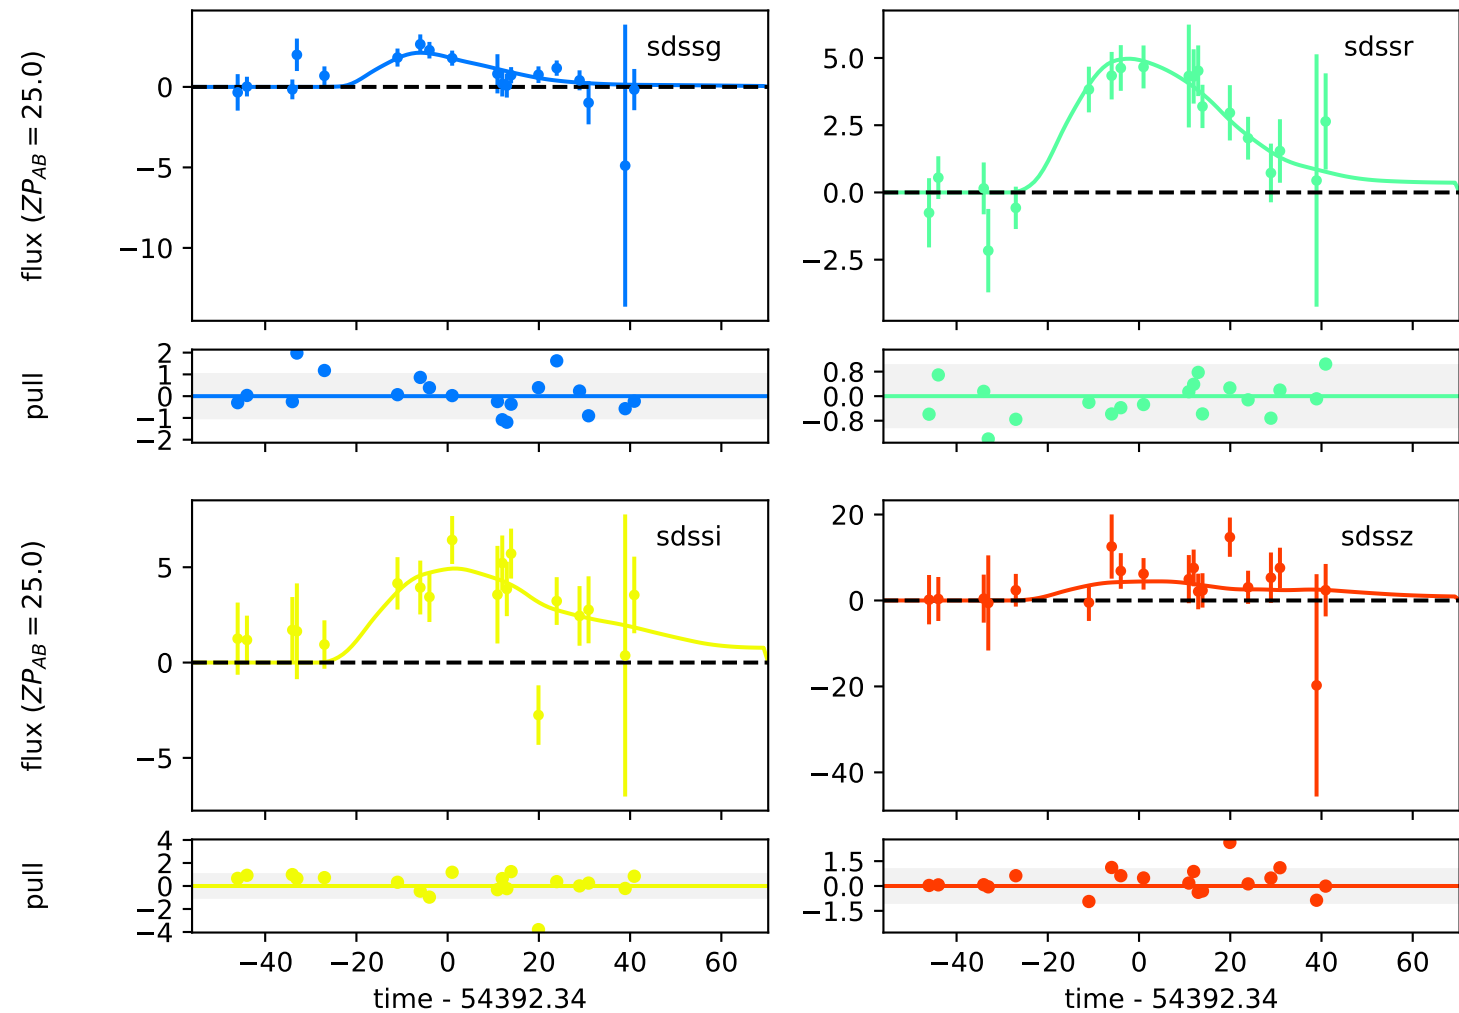 flux (ZP_AB = 25.0)
0
−5
−10
sdssg
5.0
2.5
0.0
−2.5
sdssr
pull
2
1
0
−1
−2
0.8
0.0
−0.8
flux (ZP_AB = 25.0)
5
0
−5
sdssi
20
0
−20
−40
sdssz
pull
4
2
0
−2
−4
1.5
0.0
−1.5
−40 −20 0 20 40 60
−40 −20 0 20 40 60
time - 54392.34
time - 54392.34